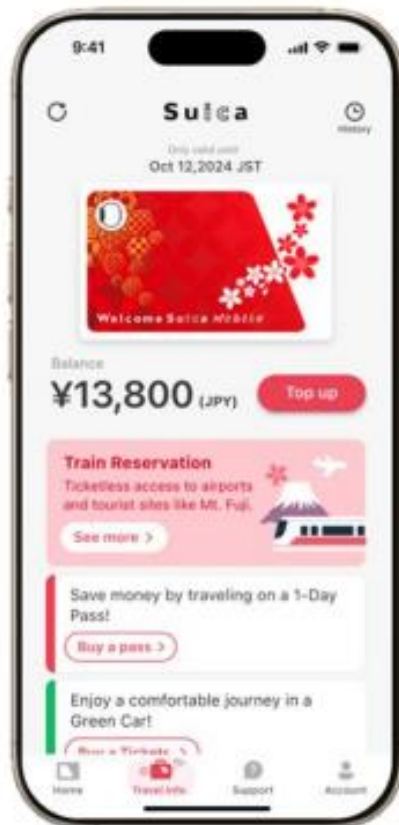 9:41
Suica
History
Only valid until
Oct 12,2024 JST
Welcome Suica Mobile
Balance
¥13,800 (JPY)
Top up
Train Reservation
Ticketless access to airports
and tourist sites like Mt. Fuji.
See more >
Save money by traveling on a 1-Day
Pass!
Buy a pass >
Enjoy a comfortable journey in a
Green Car!
Buy a Tickets >
Home
Travel info
Support
Account